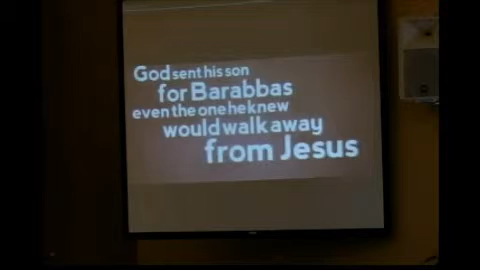 God sent his son
for Barabbas
even the one he knew
would walk away
from Jesus